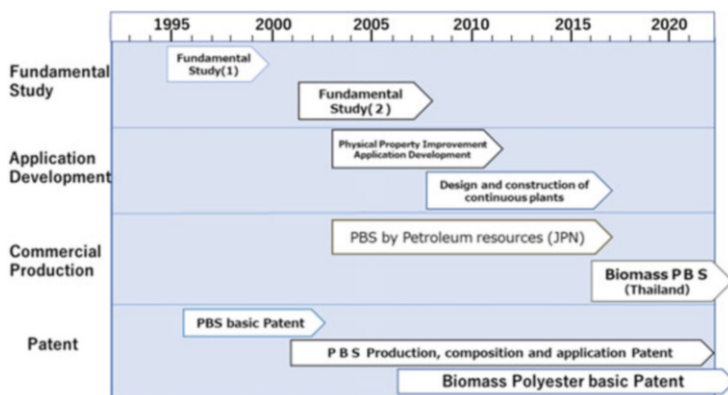 1995 2000 2005 2010 2015 2020
Fundamental
Study
Fundamental
Study(1)
Fundamental
Study(2)
Application
Development
Physical Property Improvement
Application Development
Design and construction of
continuous plants
Commercial
Production
PBS by Petroleum resources (JPN)
Biomass PBS
(Thailand)
Patent
PBS basic Patent
PBS Production, composition and application Patent
Biomass Polyester basic Patent